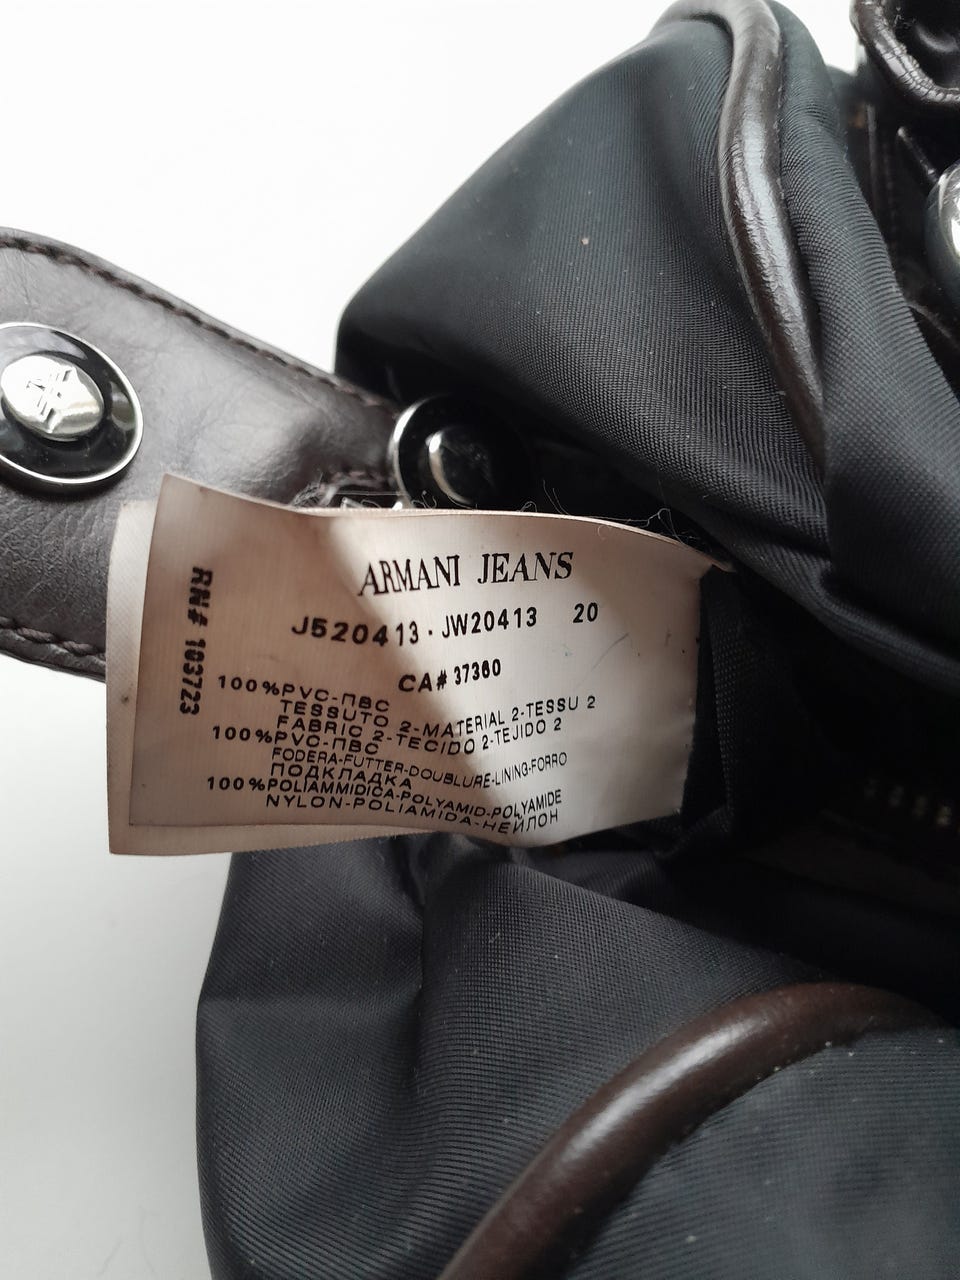 ARMANI JEANS
J520413 - JW20413 20
CA# 37360
100%PVC-ПВС
TESSUTO 2-MATERIAL 2-TESSU 2
FABRIC 2-TECIDO 2-TEJIDO 2
100%PVC-ПВС
FODERA-FUTTER-DOUBLURE-LINING-FORRO
ПОДКЛАДКА
100%POLIAMMIDICA-POLYAMID-POLYAMIDE
NYLON-POLIAMIDA-НЕЙЛОН
RN# 103723